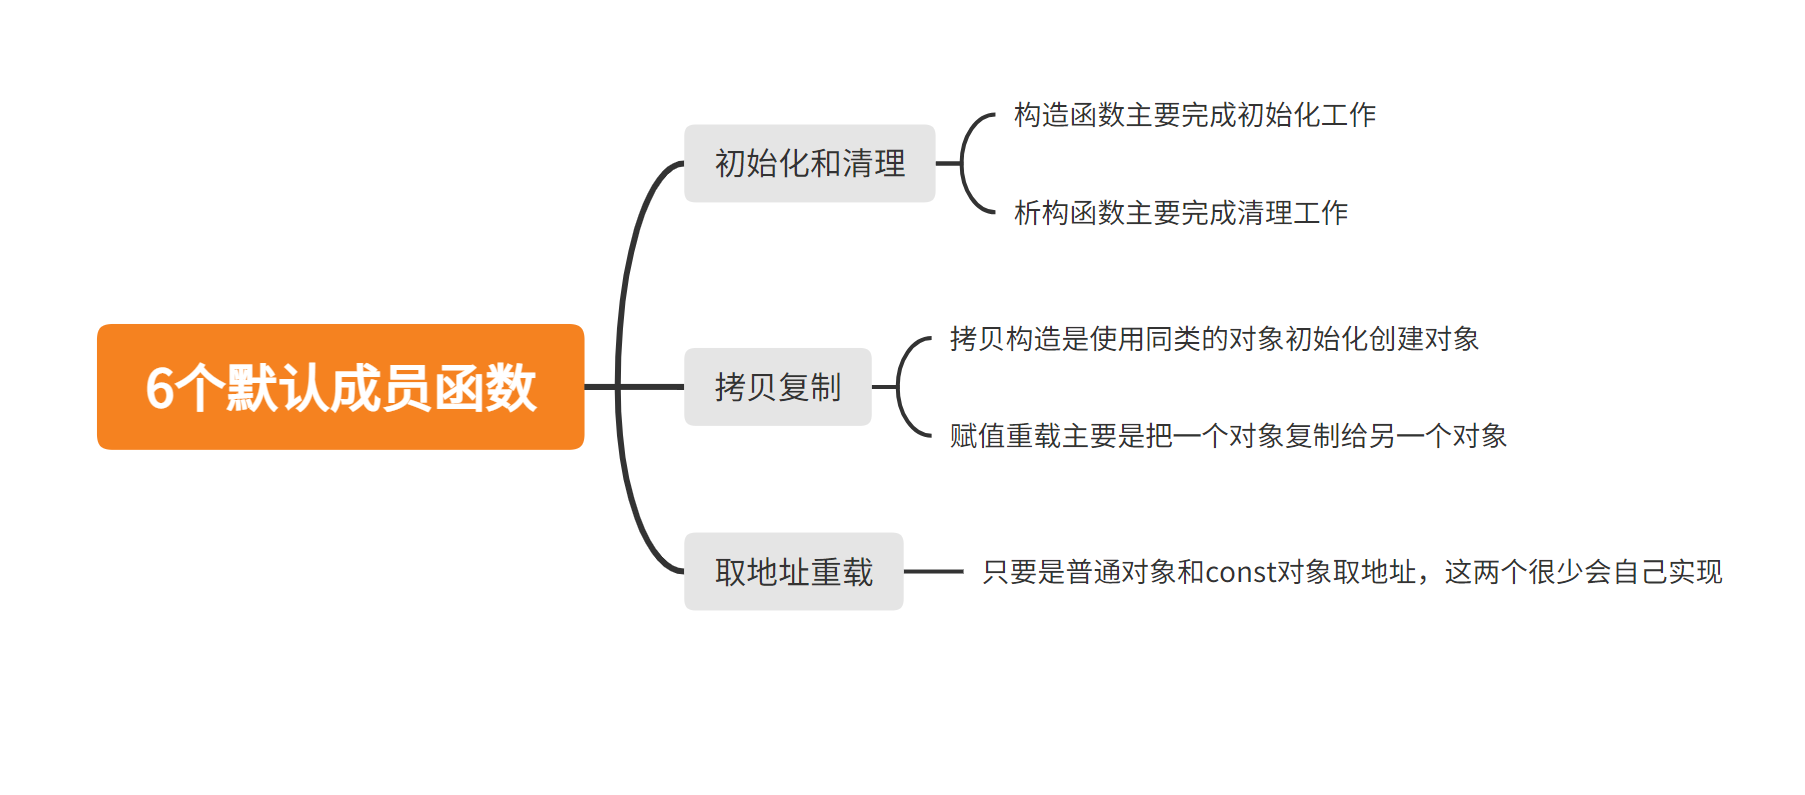 6个默认成员函数
初始化和清理
构造函数主要完成初始化工作
析构函数主要完成清理工作
拷贝复制
拷贝构造是使用同类的对象初始化创建对象
赋值重载主要是把一个对象复制给另一个对象
取地址重载
只要是普通对象和const对象取地址，这两个很少会自己实现